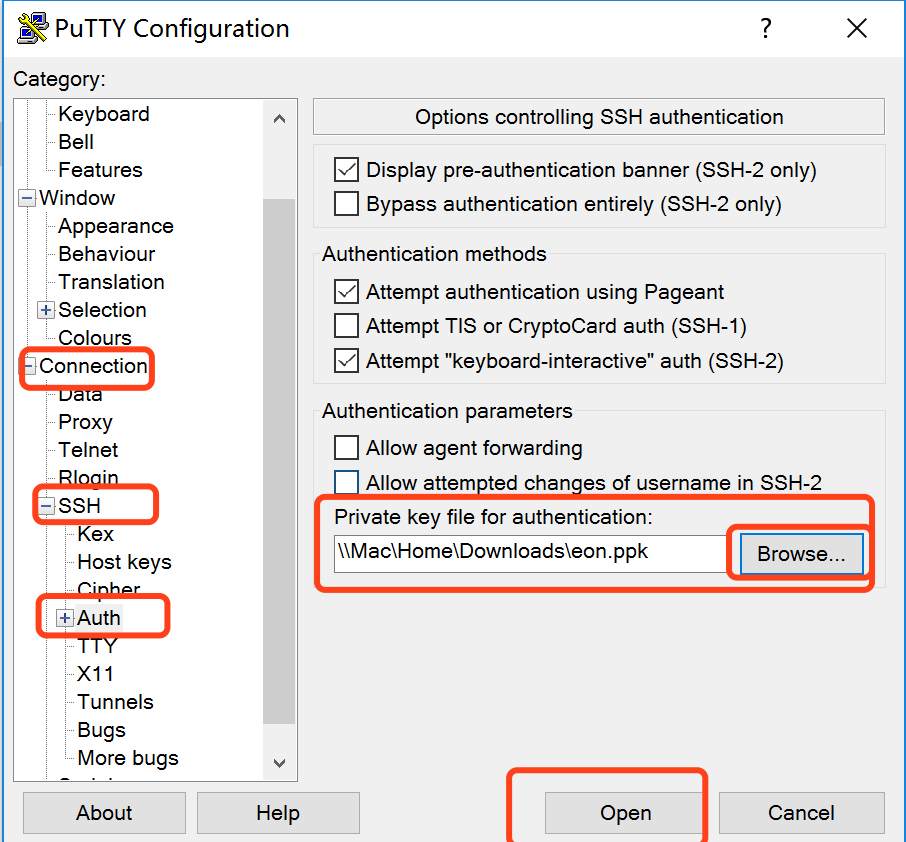 PuTTY Configuration
?
Category:
Keyboard
Bell
Features
Window
Appearance
Behaviour
Translation
Selection
Colours
Connection
Data
Proxy
Telnet
Rlogin
SSH
Kex
Host keys
Cipher
Auth
TTY
X11
Tunnels
Bugs
More bugs
Options controlling SSH authentication
Display pre-authentication banner (SSH-2 only)
Bypass authentication entirely (SSH-2 only)
Authentication methods
Attempt authentication using Pageant
Attempt TIS or CryptoCard auth (SSH-1)
Attempt "keyboard-interactive" auth (SSH-2)
Authentication parameters
Allow agent forwarding
Allow attempted changes of username in SSH-2
Private key file for authentication:
\\Mac\Home\Downloads\eon.ppk
Browse...
About
Help
Open
Cancel